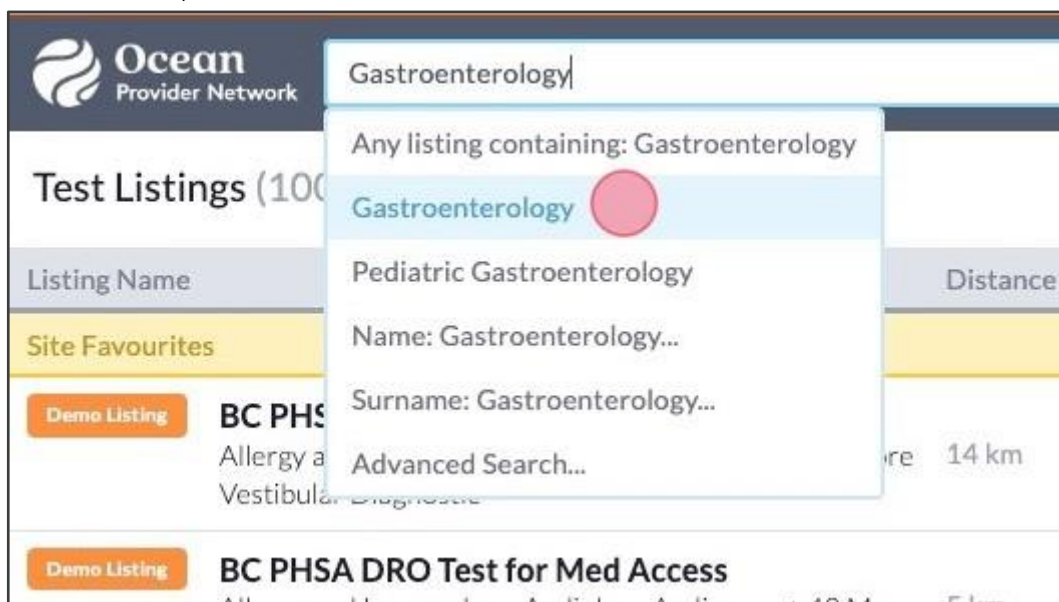 Ocean
Provider Network
Gastroenterology
Any listing containing: Gastroenterology
Test Listings (100
Gastroenterology
Pediatric Gastroenterology
Listing Name
Distance
Name: Gastroenterology...
Site Favourites
Surname: Gastroenterology...
Demo Listing
BC PHS
Allergy a
Advanced Search...
re
14 km
Vestibular Diagnostic
Demo Listing
BC PHSA DRO Test for Med Access